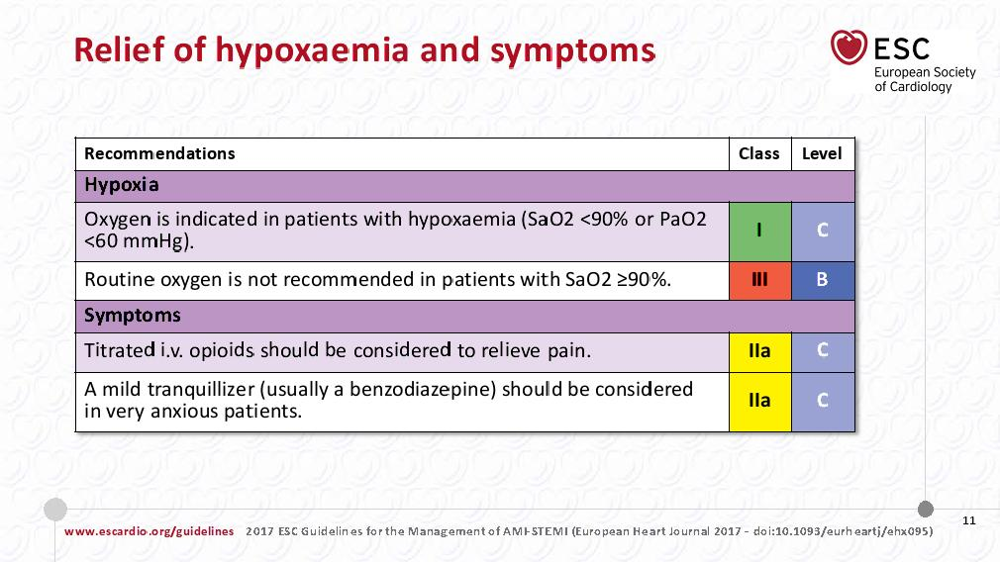 Relief of hypoxaemia and symptoms
ESC
European Society
of Cardiology
Recommendations Class Level
Hypoxia
Oxygen is indicated in patients with hypoxaemia (SaO2 <90% or PaO2
<60 mmHg). I C
Routine oxygen is not recommended in patients with SaO2 ≥90%. III B
Symptoms
Titrated i.v. opioids should be considered to relieve pain. IIa C
A mild tranquillizer (usually a benzodiazepine) should be considered
in very anxious patients. IIa C
11
www.escardio.org/guidelines 2017 ESC Guidelines for the Management of AMI-STEMI (European Heart Journal 2017 - doi:10.1093/eurheartj/ehx095)